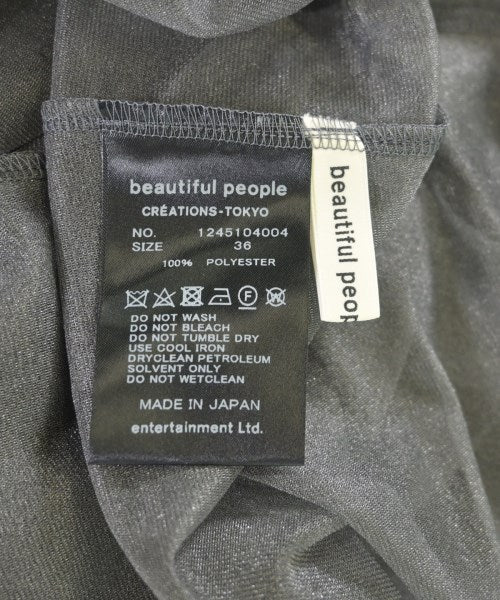 beautiful people
CRÉATIONS-TOKYO
NO. 1245104004
SIZE 36
100% POLYESTER
F W
DO NOT WASH
DO NOT BLEACH
DO NOT TUMBLE DRY
USE COOL IRON
DRYCLEAN PETROLEUM
SOLVENT ONLY
DO NOT WETCLEAN
MADE IN JAPAN
entertainment Ltd.
beautiful peop